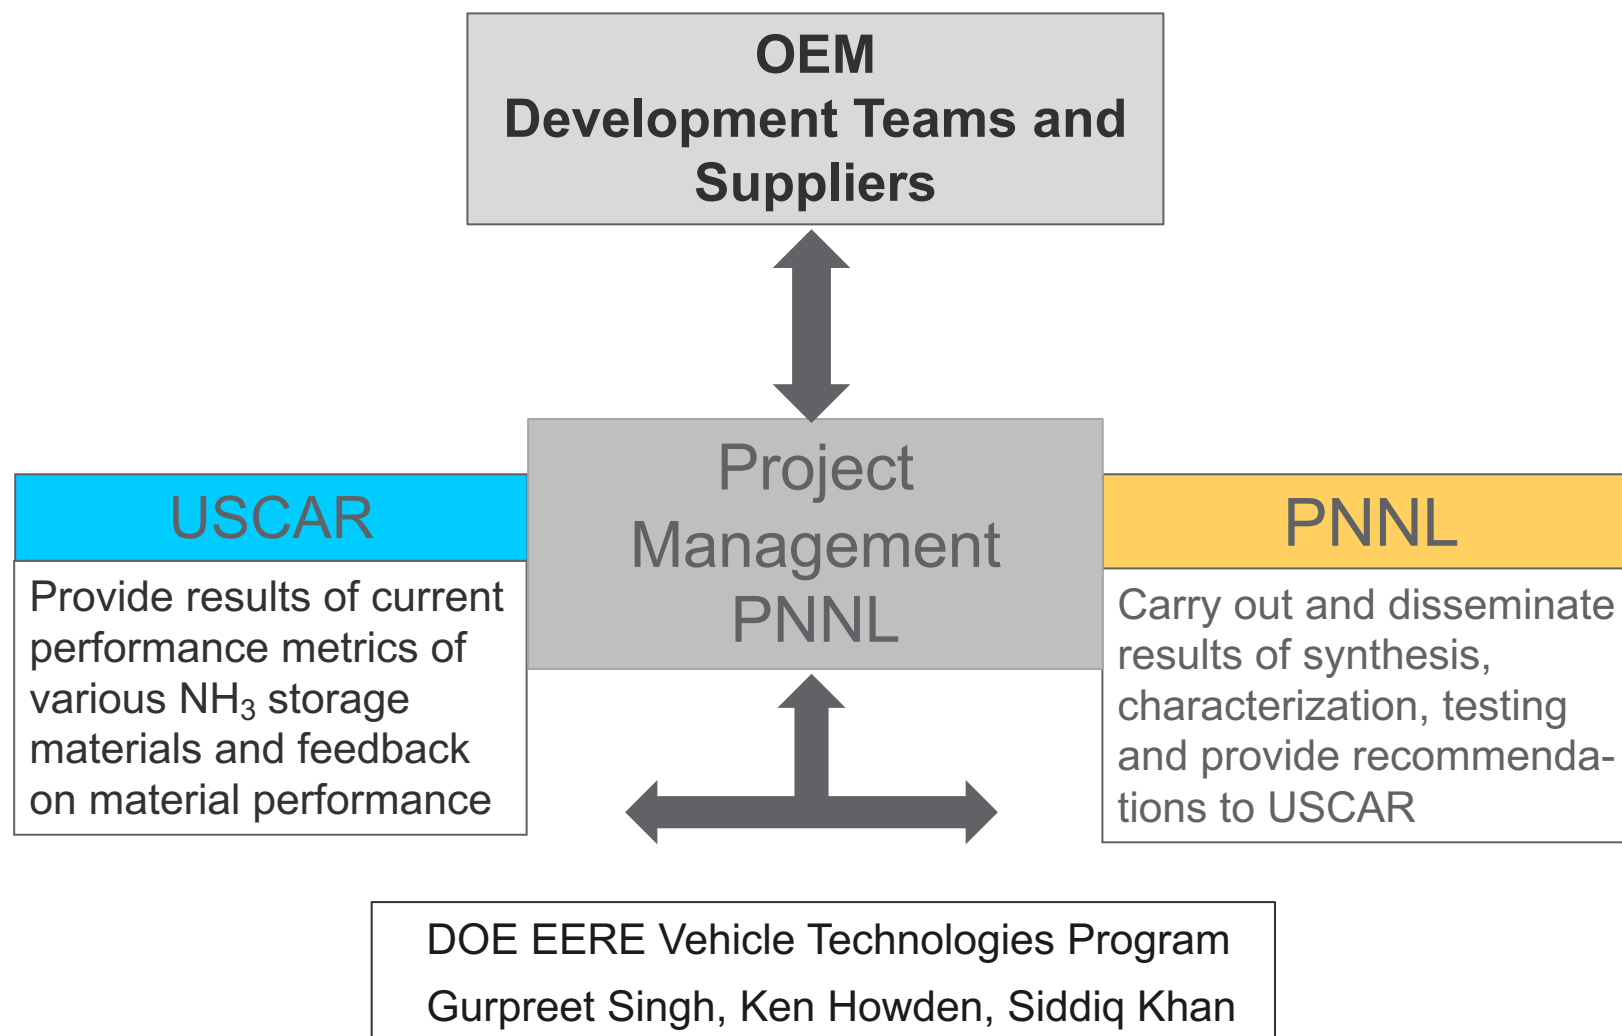 OEM
Development Teams and
Suppliers
Project
Management
PNNL
USCAR
Provide results of current
performance metrics of
various NH₃ storage
materials and feedback
on material performance
PNNL
Carry out and disseminate
results of synthesis,
characterization, testing
and provide recommenda-
tions to USCAR
DOE EERE Vehicle Technologies Program
Gurpreet Singh, Ken Howden, Siddiq Khan